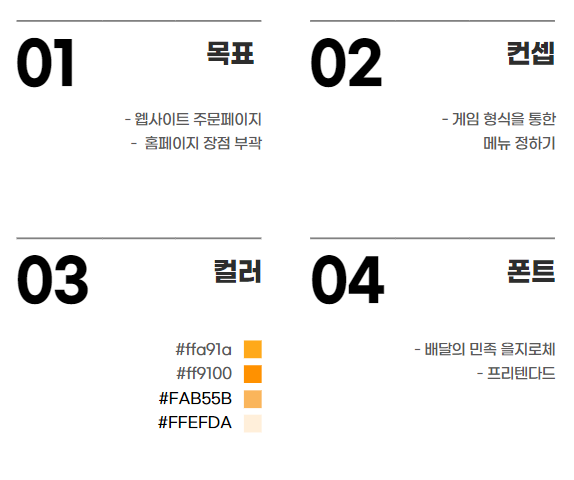 01 목표
- 웹사이트 주문페이지
- 홈페이지 장점 부곽
02 컨셉
- 게임 형식을 통한
메뉴 정하기
03 컬러
#ffa91a
#ff9100
#FAB55B
#FFEFDA
04 폰트
- 배달의 민족 을지로체
- 프리텐다드